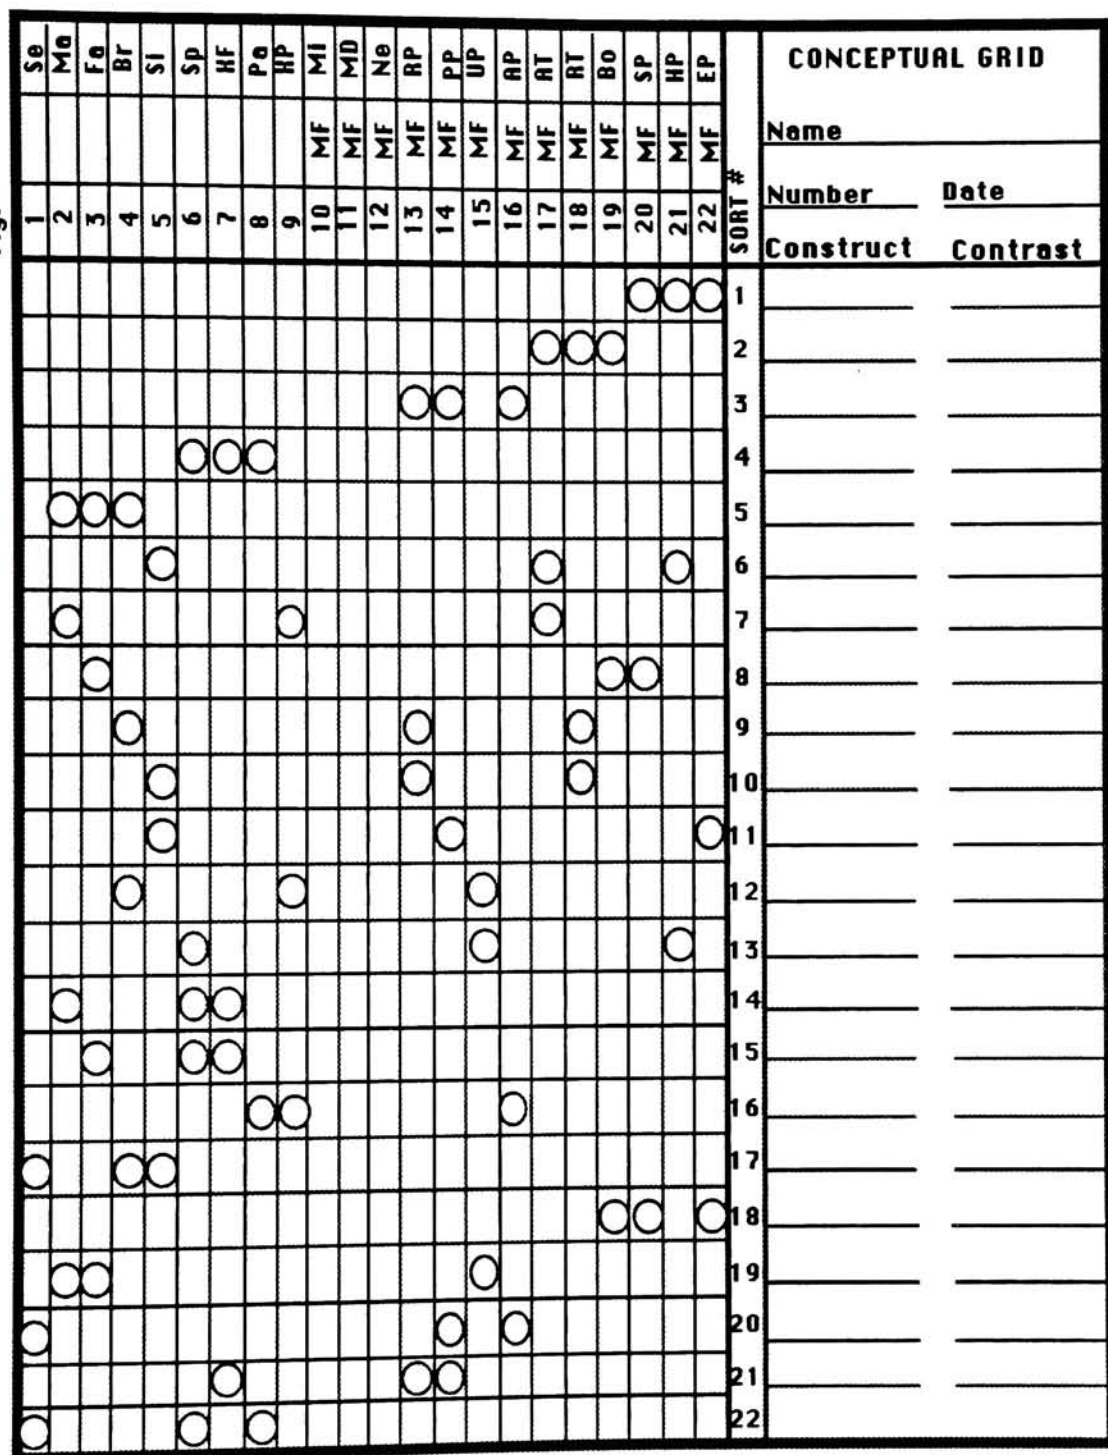 Se Ma Fa Br Si Sp XF Pa XP Mi MD Ne RP PP UP AP AT RT Bo SP HP EP
CONCEPTUAL GRID
MF MF MF MF MF MF MF MF MF MF MF MF MF
Name
1 2 3 4 5 6 7 8 9 10 11 12 13 14 15 16 17 18 19 20 21 22
SORT #
Number Date
Construct Contrast
1
2
3
4
5
6
7
8
9
10
11
12
13
14
15
16
17
18
19
20
21
22